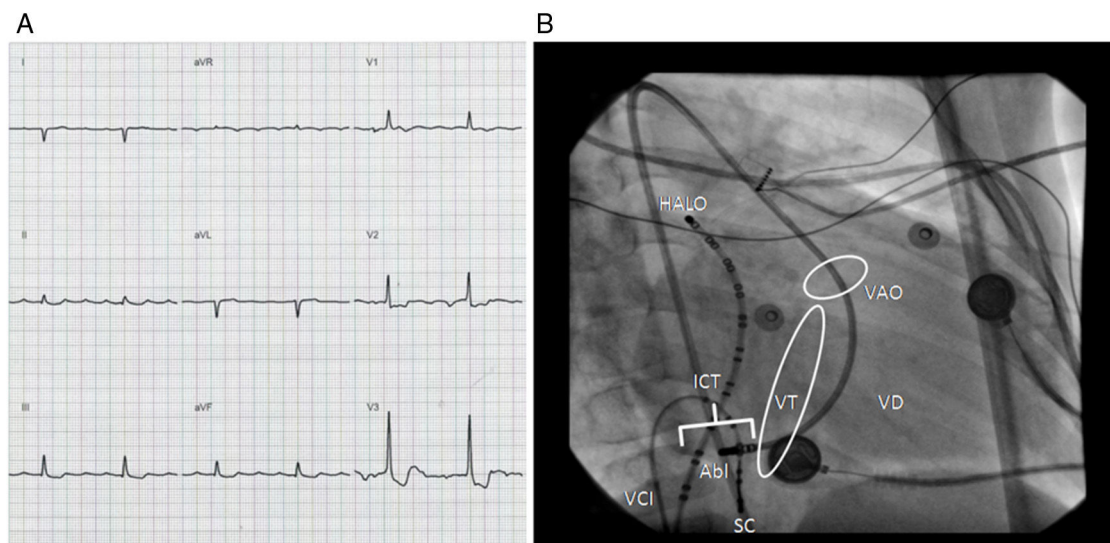 A
B
I
aVR
V1
II
aVL
V2
III
aVF
V3
HALO
VAO
ICT
VT
VD
Abl
VCI
SC